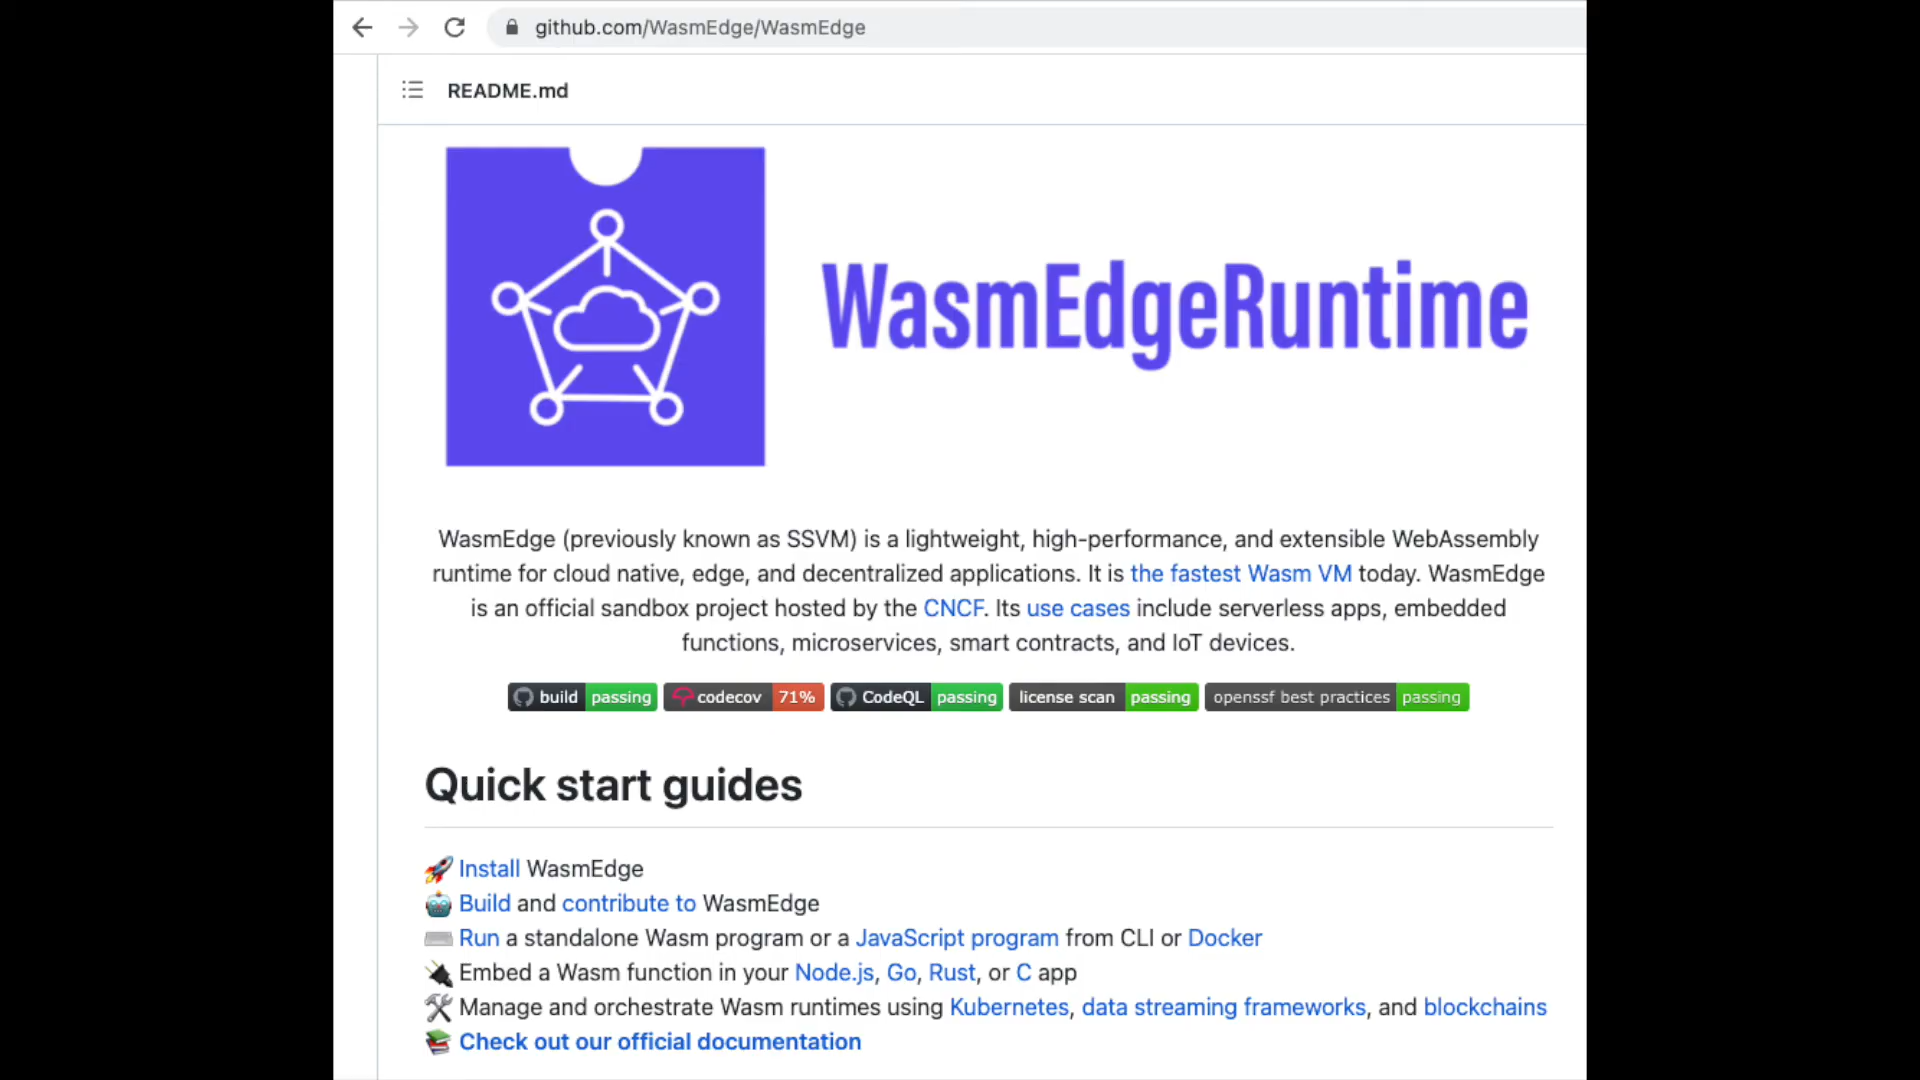 github.com/WasmEdge/WasmEdge
README.md
WasmEdgeRuntime
WasmEdge (previously known as SSVM) is a lightweight, high-performance, and extensible WebAssembly
runtime for cloud native, edge, and decentralized applications. It is the fastest Wasm VM today. WasmEdge
is an official sandbox project hosted by the CNCF. Its use cases include serverless apps, embedded
functions, microservices, smart contracts, and IoT devices.
build passing codecov 71% CodeQL passing license scan passing openssf best practices passing
Quick start guides
🚀 Install WasmEdge
🤖 Build and contribute to WasmEdge
⌨️ Run a standalone Wasm program or a JavaScript program from CLI or Docker
🔌 Embed a Wasm function in your Node.js, Go, Rust, or C app
🛠 Manage and orchestrate Wasm runtimes using Kubernetes, data streaming frameworks, and blockchains
📚 Check out our official documentation